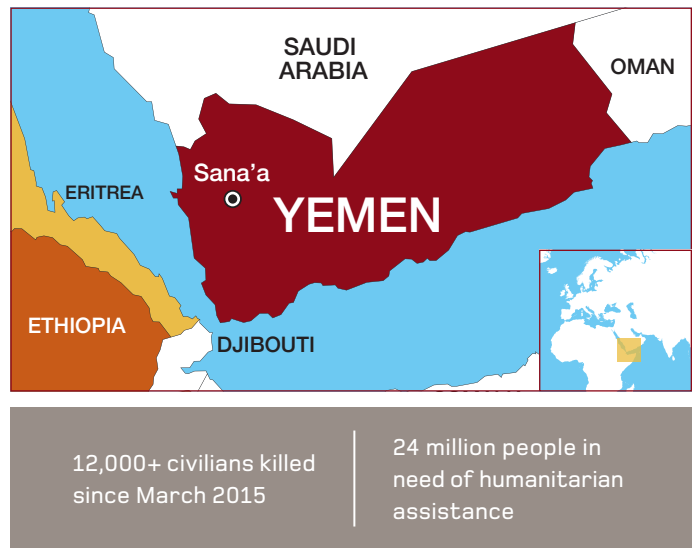 SAUDI
ARABIA
OMAN
Sana’a
ERITREA
YEMEN
ETHIOPIA
DJIBOUTI
12,000+ civilians killed
since March 2015
24 million people in
need of humanitarian
assistance